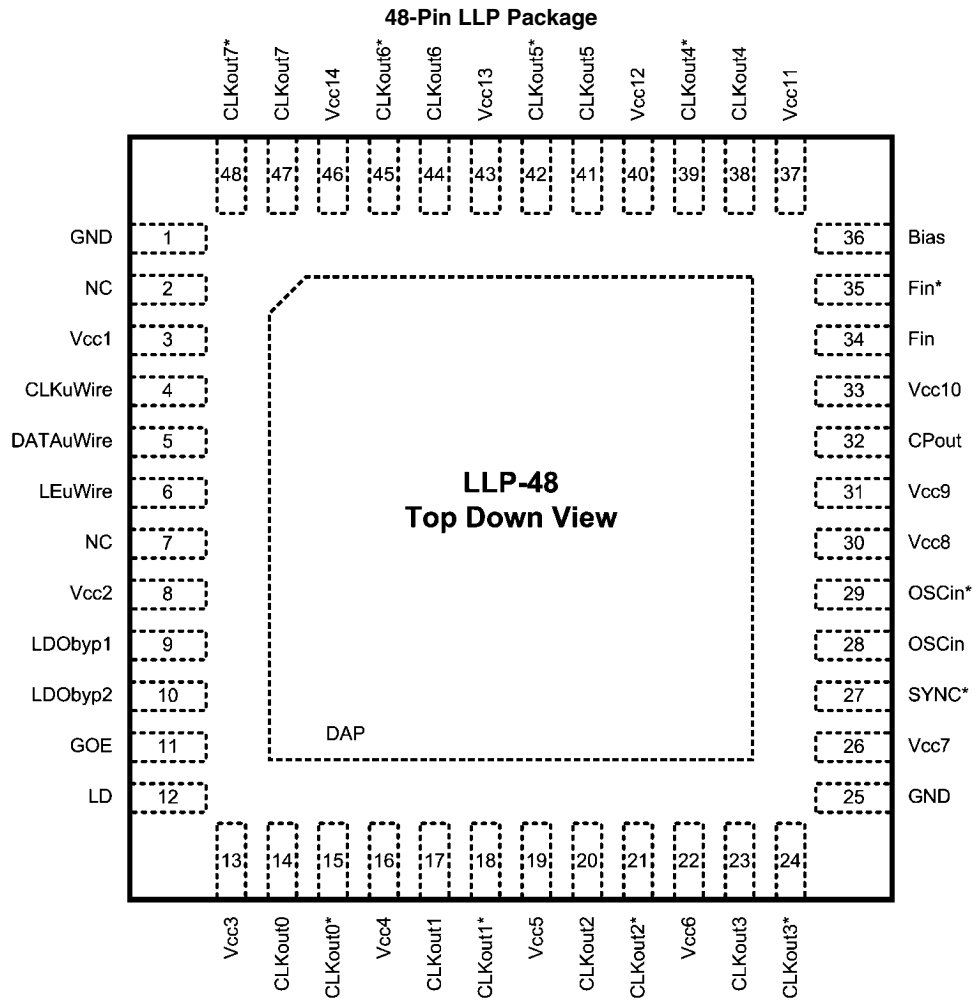 48-Pin LLP Package
CLKout7*
CLKout7
Vcc14
CLKout6*
CLKout6
Vcc13
CLKout5*
CLKout5
Vcc12
CLKout4*
CLKout4
Vcc11
48 47 46 45 44 43 42 41 40 39 38 37
GND 1 36 Bias
NC 2 35 Fin*
Vcc1 3 34 Fin
CLKuWire 4 33 Vcc10
DATAuWire 5 32 CPout
LEuWire 6 31 Vcc9
NC 7 30 Vcc8
Vcc2 8 29 OSCin*
LDObyp1 9 28 OSCin
LDObyp2 10 27 SYNC*
GOE 11 26 Vcc7
LD 12 25 GND
LLP-48
Top Down View
DAP
13 14 15 16 17 18 19 20 21 22 23 24
Vcc3
CLKout0
CLKout0*
Vcc4
CLKout1
CLKout1*
Vcc5
CLKout2
CLKout2*
Vcc6
CLKout3
CLKout3*